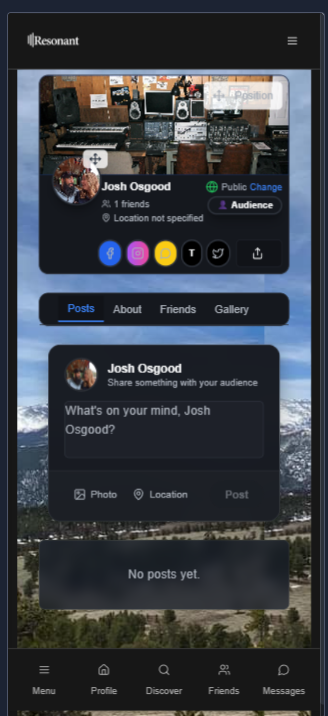 Resonant
Position
Josh Osgood
Public Change
1 friends
Audience
Location not specified
T
Posts About Friends Gallery
Josh Osgood
Share something with your audience
What's on your mind, Josh
Osgood?
Photo Location Post
No posts yet.
Menu Profile Discover Friends Messages